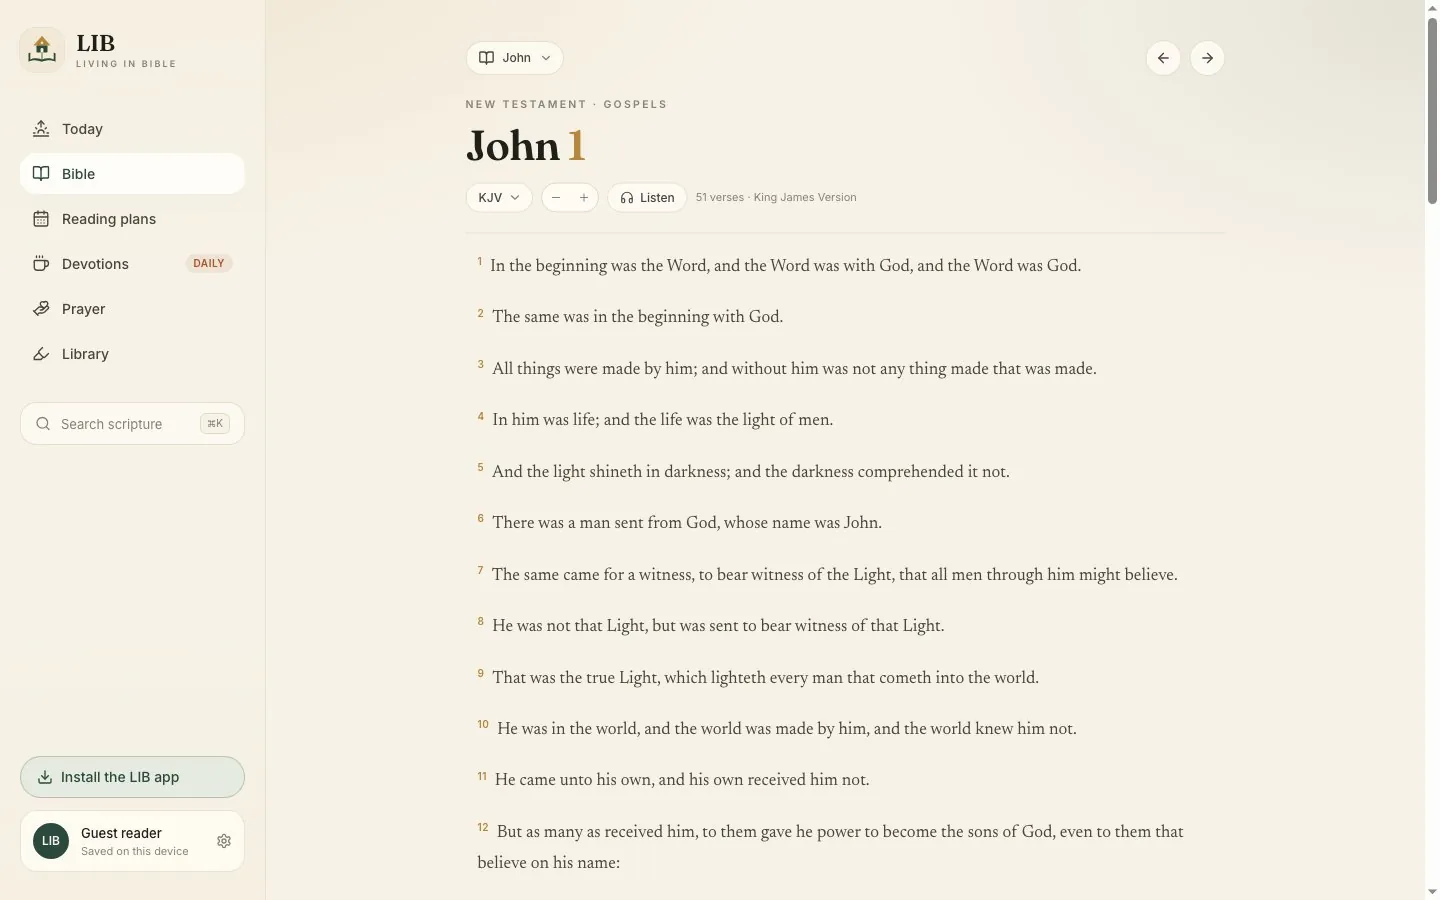 LIB
LIVING IN BIBLE
Today
Bible
Reading plans
Devotions DAILY
Prayer
Library
Search scripture ⌘K
Install the LIB app
LIB
Guest reader
Saved on this device
John
NEW TESTAMENT · GOSPELS
John 1
KJV − + Listen 51 verses · King James Version
1 In the beginning was the Word, and the Word was with God, and the Word was God.
2 The same was in the beginning with God.
3 All things were made by him; and without him was not any thing made that was made.
4 In him was life; and the life was the light of men.
5 And the light shineth in darkness; and the darkness comprehended it not.
6 There was a man sent from God, whose name was John.
7 The same came for a witness, to bear witness of the Light, that all men through him might believe.
8 He was not that Light, but was sent to bear witness of that Light.
9 That was the true Light, which lighteth every man that cometh into the world.
10 He was in the world, and the world was made by him, and the world knew him not.
11 He came unto his own, and his own received him not.
12 But as many as received him, to them gave he power to become the sons of God, even to them that
believe on his name: